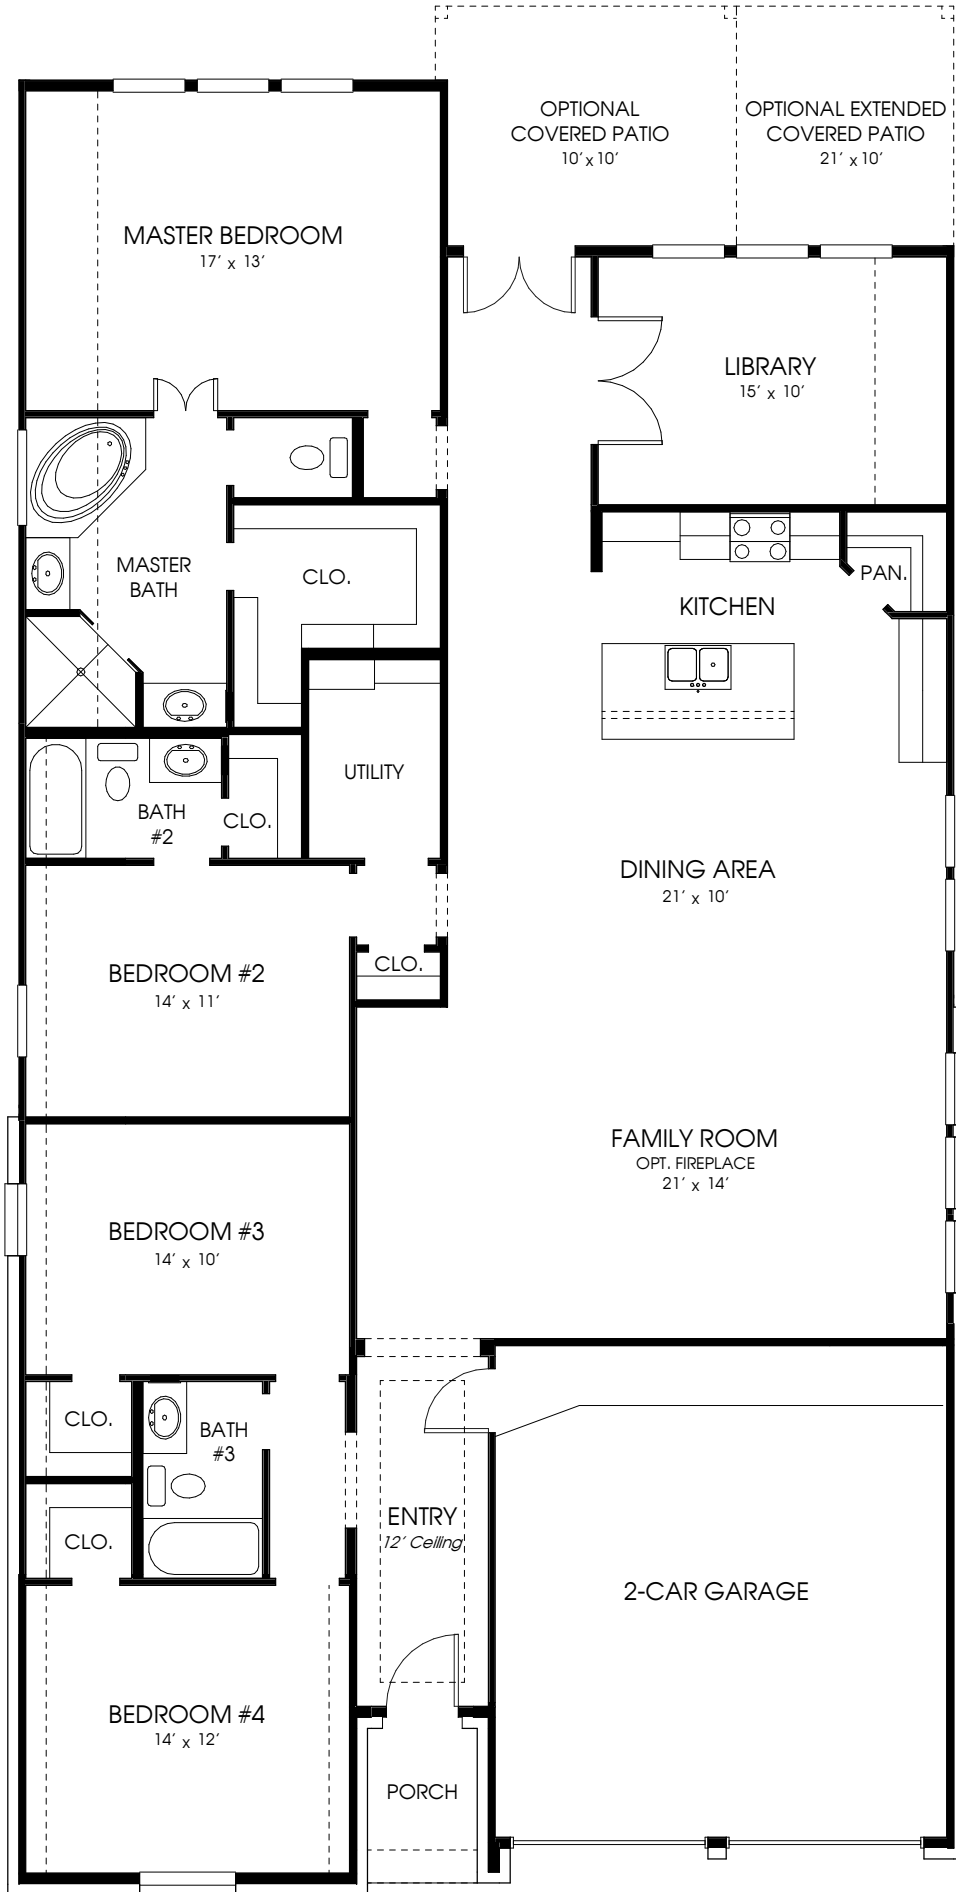 OPTIONAL
COVERED PATIO
10' x 10'
OPTIONAL EXTENDED
COVERED PATIO
21' x 10'
MASTER BEDROOM
17' x 13'
LIBRARY
15' x 10'
MASTER
BATH
CLO.
PAN.
KITCHEN
UTILITY
BATH
#2
CLO.
DINING AREA
21' x 10'
CLO.
BEDROOM #2
14' x 11'
FAMILY ROOM
OPT. FIREPLACE
21' x 14'
BEDROOM #3
14' x 10'
CLO.
BATH
#3
ENTRY
12' Ceiling
CLO.
2-CAR GARAGE
BEDROOM #4
14' x 12'
PORCH